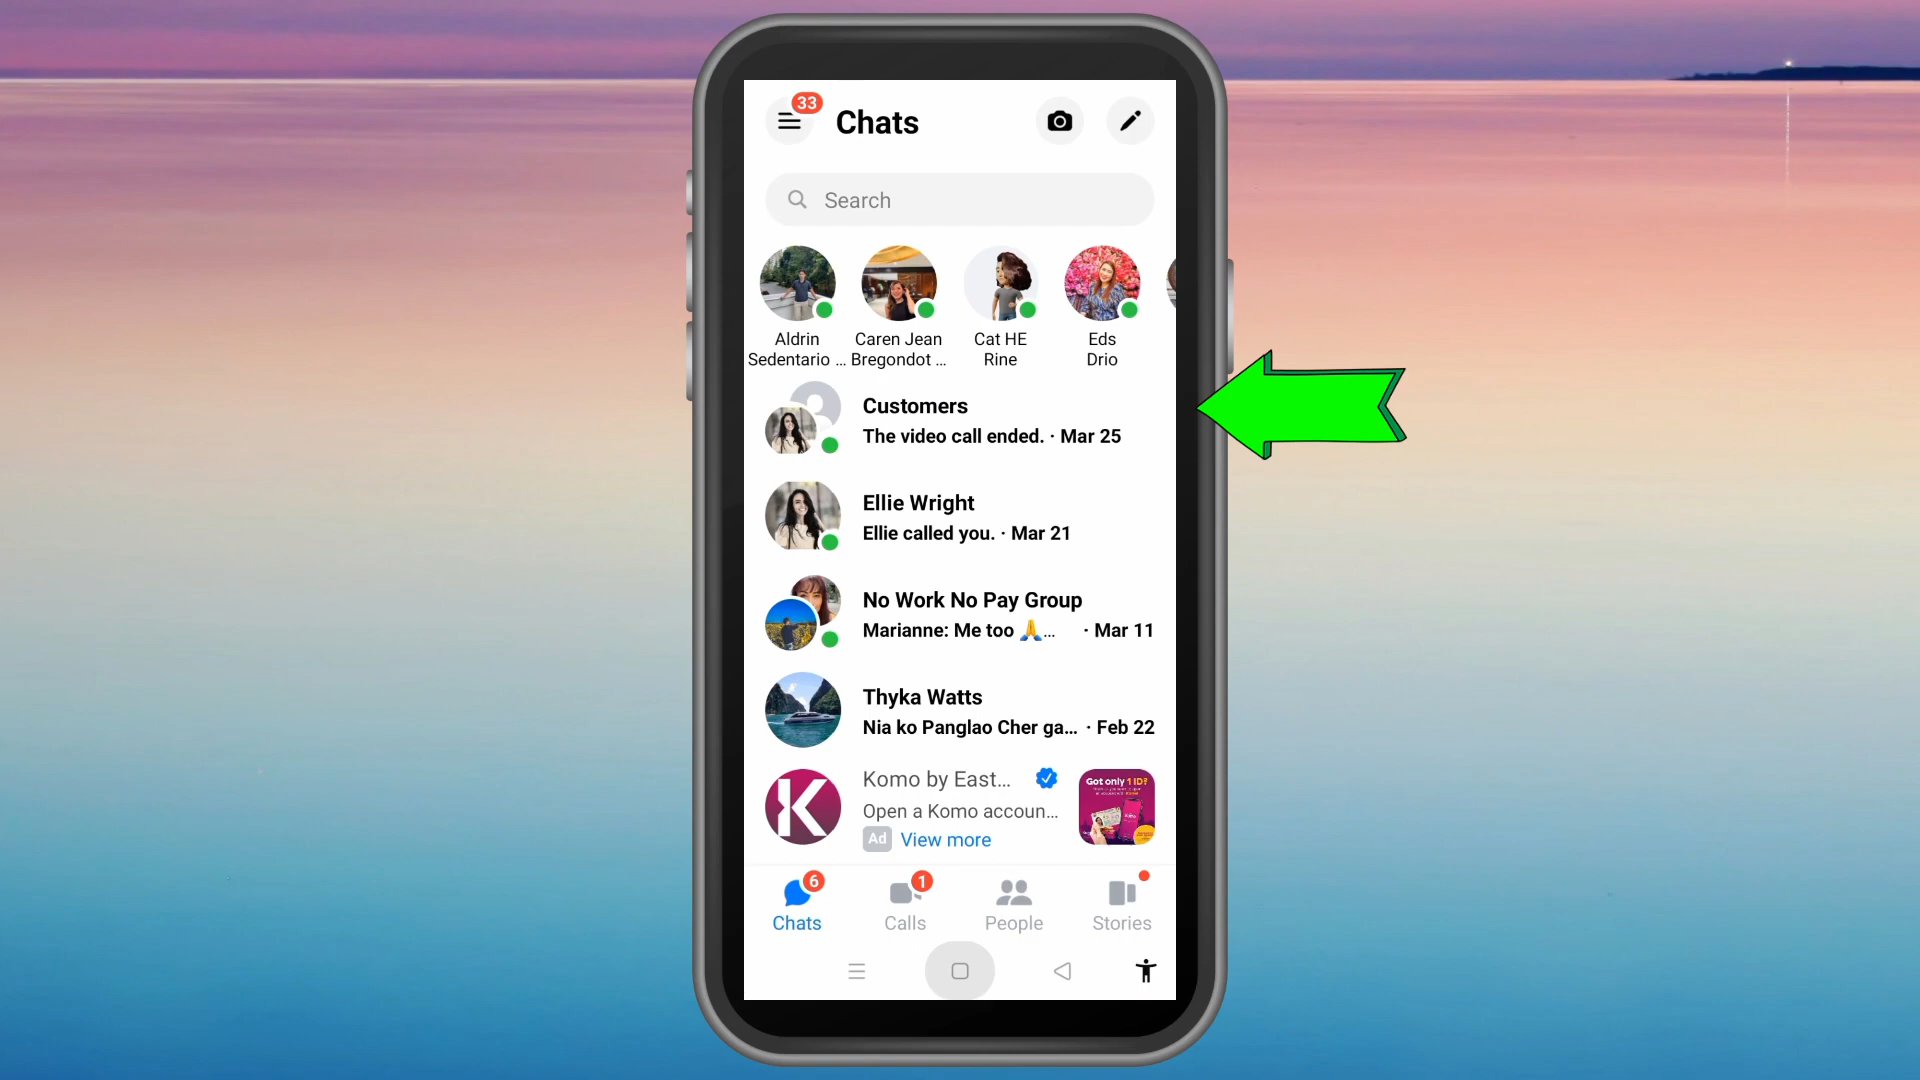 33
Chats
Search
Aldrin
Sedentario ...
Caren Jean
Bregondot ...
Cat HE
Rine
Eds
Drio
Customers
The video call ended. · Mar 25
Ellie Wright
Ellie called you. · Mar 21
No Work No Pay Group
Marianne: Me too 🙏... · Mar 11
Thyka Watts
Nia ko Panglao Cher ga... · Feb 22
Komo by East...
Open a Komo accoun...
Ad View more
Got only 1 ID?
6
1
Chats
Calls
People
Stories